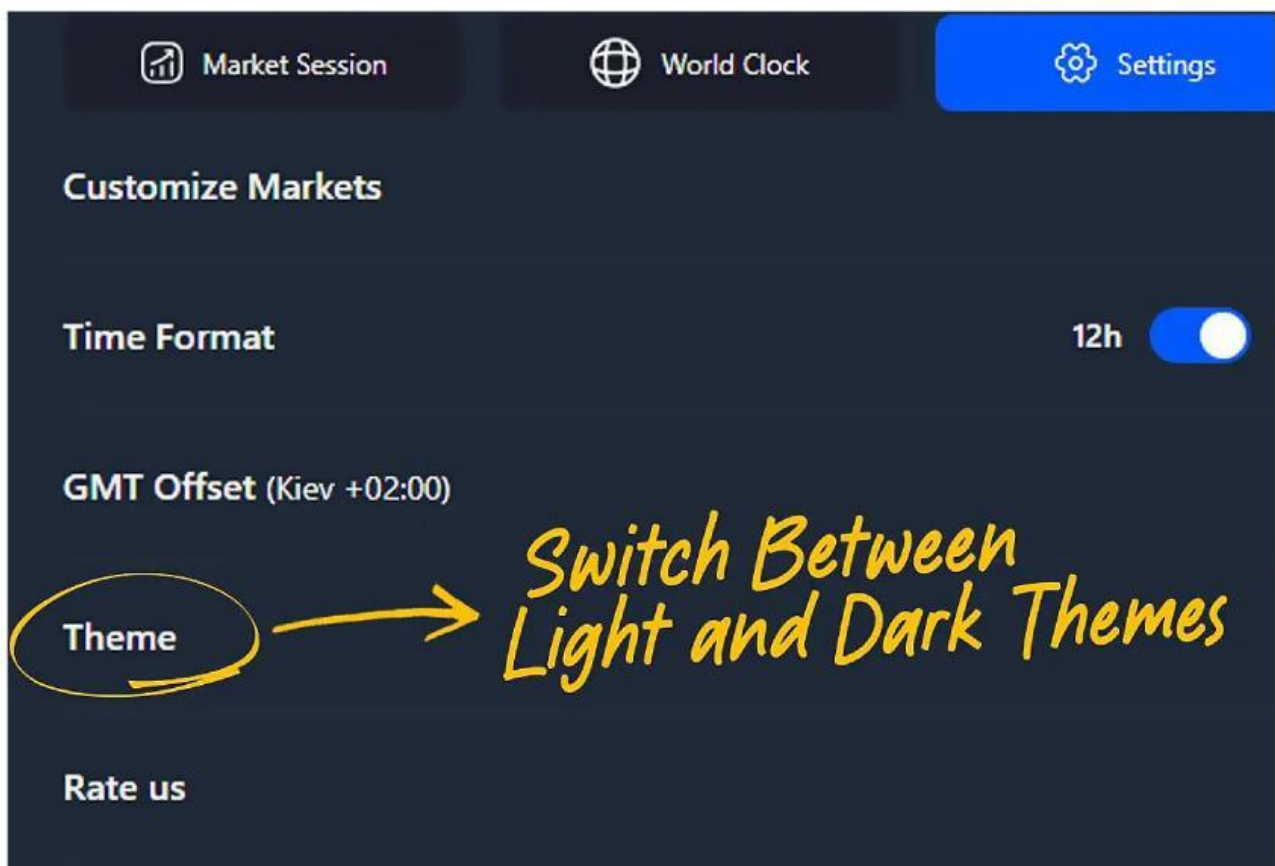 Market Session
World Clock
Settings
Customize Markets
Time Format
12h
GMT Offset (Kiev +02:00)
Switch Between
Light and Dark Themes
Theme
Rate us